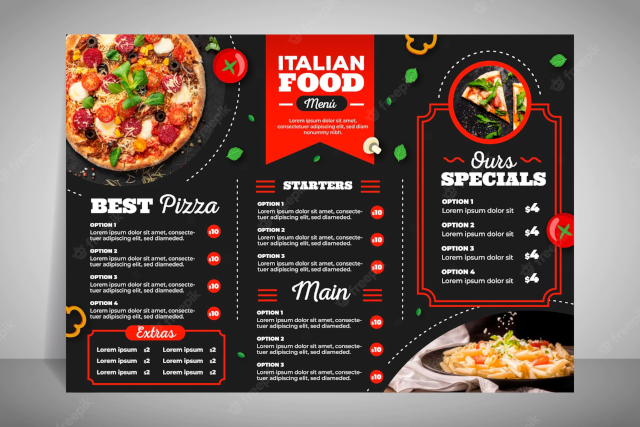 BEST Pizza
OPTION 1
Lorem ipsum dolor sit amet, consecte-
tuer adipiscing elit, sed diameded.
$10
OPTION 2
Lorem ipsum dolor sit amet, consecte-
tuer adipiscing elit, sed diameded.
$10
OPTION 3
Lorem ipsum dolor sit amet, consecte-
tuer adipiscing elit, sed diameded.
$10
OPTION 4
Lorem ipsum dolor sit amet, consecte-
tuer adipiscing elit, sed diameded.
$10
Extras
Lorem ipsum $2 Lorem ipsum $2
Lorem ipsum $2 Lorem ipsum $2
Lorem ipsum $2 Lorem ipsum $2
ITALIAN
FOOD
Menú
Lorem ipsum dolor sit amet,
consectetuer adipiscing elit, sed diam
nonummy nibh.
STARTERS
OPTION 1
Lorem ipsum dolor sit amet, consecte-
tuer adipiscing elit, sed diameded.
$10
OPTION 2
Lorem ipsum dolor sit amet, consecte-
tuer adipiscing elit, sed diameded.
$10
OPTION 3
Lorem ipsum dolor sit amet, consecte-
tuer adipiscing elit, sed diameded.
$10
Main
OPTION 1
Lorem ipsum dolor sit amet, consecte-
tuer adipiscing elit, sed diameded.
$10
OPTION 2
Lorem ipsum dolor sit amet, consecte-
tuer adipiscing elit, sed diameded.
$10
OPTION 3
Lorem ipsum dolor sit amet, consecte-
tuer adipiscing elit, sed diameded.
$10
Ours
SPECIALS
OPTION 1
Lorem ipsum dolor sit $4
OPTION 2
Lorem ipsum dolor sit $4
OPTION 3
Lorem ipsum dolor sit $4
OPTION 4
Lorem ipsum dolor sit $4
freepik